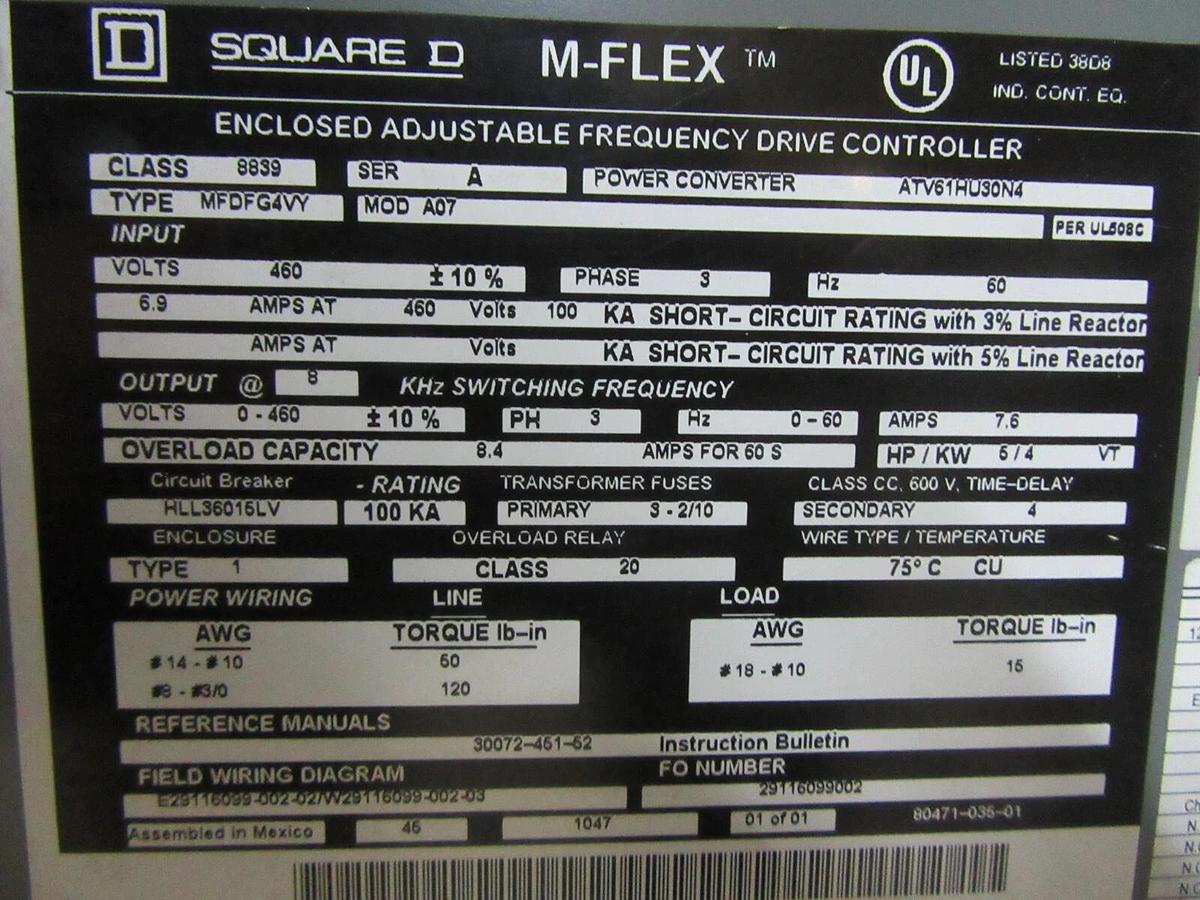 D SQUARE D M-FLEX ™ UL LISTED 38D8
IND. CONT. EQ.
ENCLOSED ADJUSTABLE FREQUENCY DRIVE CONTROLLER
CLASS 8839 SER A POWER CONVERTER ATV61HU30N4
TYPE MFDFG4VY MOD A07 PER UL508C
INPUT
VOLTS 460 ±10 % PHASE 3 Hz 60
6.9 AMPS AT 460 Volts 100 KA SHORT-CIRCUIT RATING with 3% Line Reactor
AMPS AT Volts KA SHORT-CIRCUIT RATING with 5% Line Reactor
OUTPUT @ 8 KHz SWITCHING FREQUENCY
VOLTS 0 - 460 ±10 % PH 3 Hz 0 - 60 AMPS 7.6
OVERLOAD CAPACITY 8.4 AMPS FOR 60 S HP / KW 5 / 4 VT
Circuit Breaker - RATING TRANSFORMER FUSES CLASS CC, 600 V, TIME-DELAY
HLL36015LV 100 KA PRIMARY 3 - 2/10 SECONDARY 4
ENCLOSURE OVERLOAD RELAY WIRE TYPE / TEMPERATURE
TYPE 1 CLASS 20 75° C CU
POWER WIRING LINE LOAD
AWG TORQUE lb-in AWG TORQUE lb-in
#14 - #10 50 #18 - #10 15
#8 - #3/0 120
REFERENCE MANUALS
30072-451-52 Instruction Bulletin
FIELD WIRING DIAGRAM FO NUMBER
E29116099-002-02/W29116099-002-03 29116099002
Assembled in Mexico 45 1047 01 of 01 80471-035-01